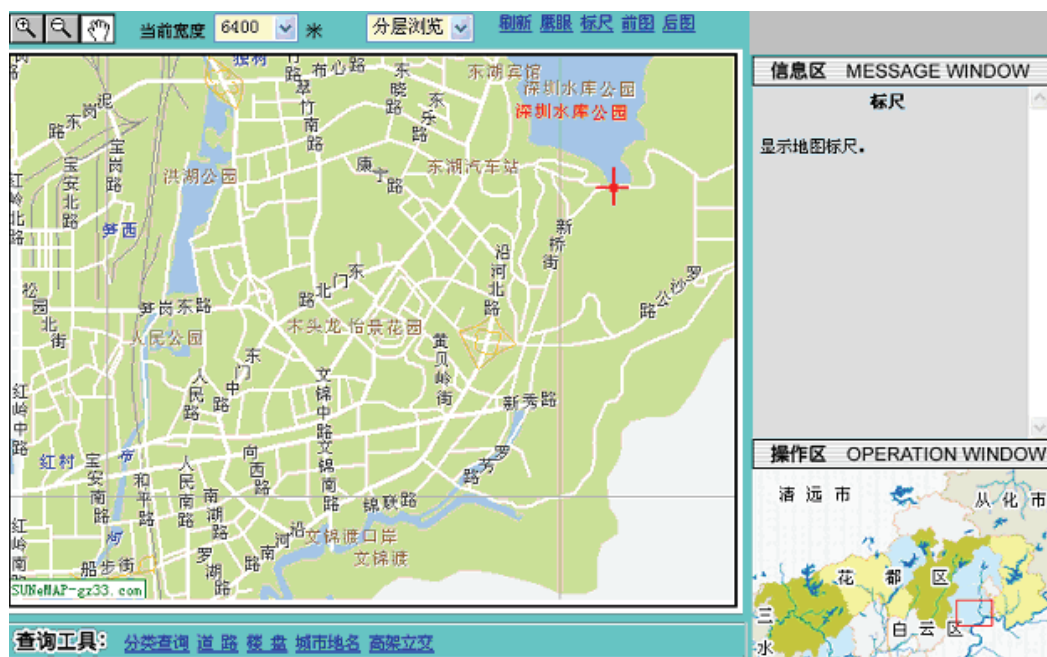 当前宽度 6400 米 分层浏览 刷新 鹰眼 标尺 前图 后图
信息区 MESSAGE WINDOW
标尺
显示地图标尺。
布心路
翠竹南路
东晓路
东乐路
东湖宾馆
深圳水库公园
深圳水库公园
泥岗东路
宝岗路
宝安北路
洪湖公园
康宁路
东湖汽车站
笋西
新桥街
沿河北路
罗沙公路
红岭北路
松园北街
笋岗东路
人民公园
东门北路
木头龙
怡景花园
黄贝岭街
东门中路
人民路
文锦中路
红岭中路
新秀路
罗芳路
红村
宝安南路
布
和平路
人民南路
向西路
南湖路
文锦南路
锦联路
河
沿河南路
文锦渡口岸
文锦渡
红岭南
船步街
罗湖路
SUNeMAP-gz33.com
操作区 OPERATION WINDOW
清远市
从化市
花都区
白云区
三水
查询工具: 分类查询 道路 楼盘 城市地名 高架立交